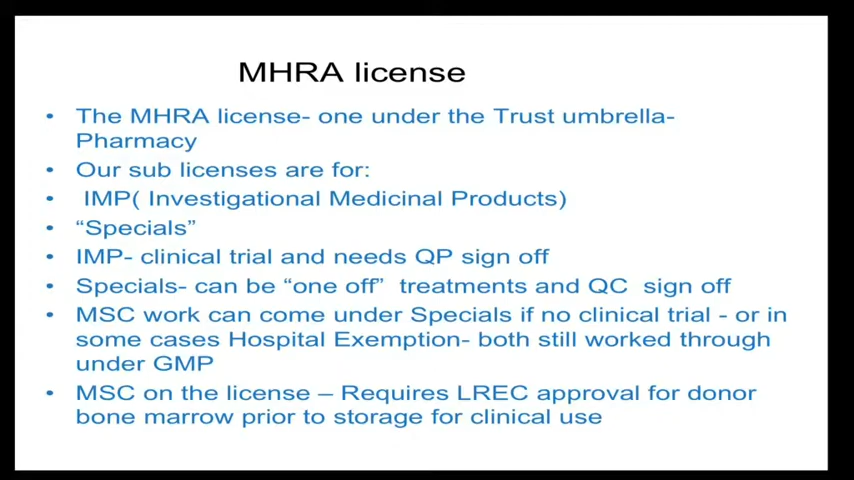 MHRA license
• The MHRA license- one under the Trust umbrella-
Pharmacy
• Our sub licenses are for:
• IMP( Investigational Medicinal Products)
• “Specials”
• IMP- clinical trial and needs QP sign off
• Specials- can be “one off” treatments and QC sign off
• MSC work can come under Specials if no clinical trial - or in
some cases Hospital Exemption- both still worked through
under GMP
• MSC on the license – Requires LREC approval for donor
bone marrow prior to storage for clinical use